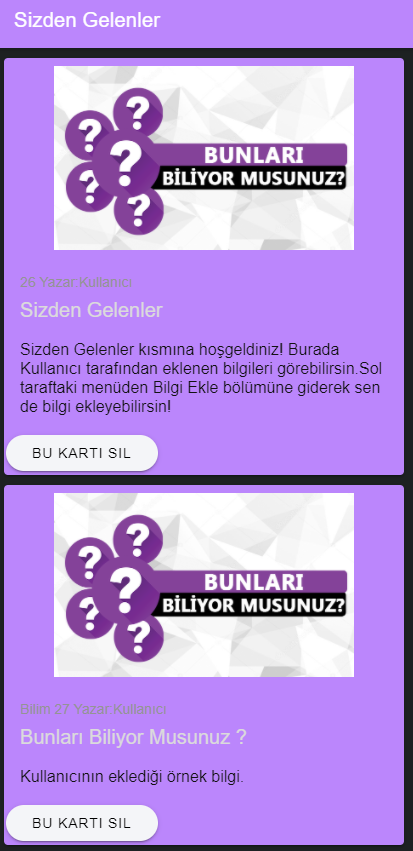 Sizden Gelenler
? ? ? ? ?
BUNLARI
BİLİYOR MUSUNUZ?
26 Yazar:Kullanıcı
Sizden Gelenler
Sizden Gelenler kısmına hoşgeldiniz! Burada
Kullanıcı tarafından eklenen bilgileri görebilirsin.Sol
taraftaki menüden Bilgi Ekle bölümüne giderek sen
de bilgi ekleyebilirsin!
BU KARTI SIL
? ? ? ? ?
BUNLARI
BİLİYOR MUSUNUZ?
Bilim 27 Yazar:Kullanıcı
Bunları Biliyor Musunuz ?
Kullanıcının eklediği örnek bilgi.
BU KARTI SIL